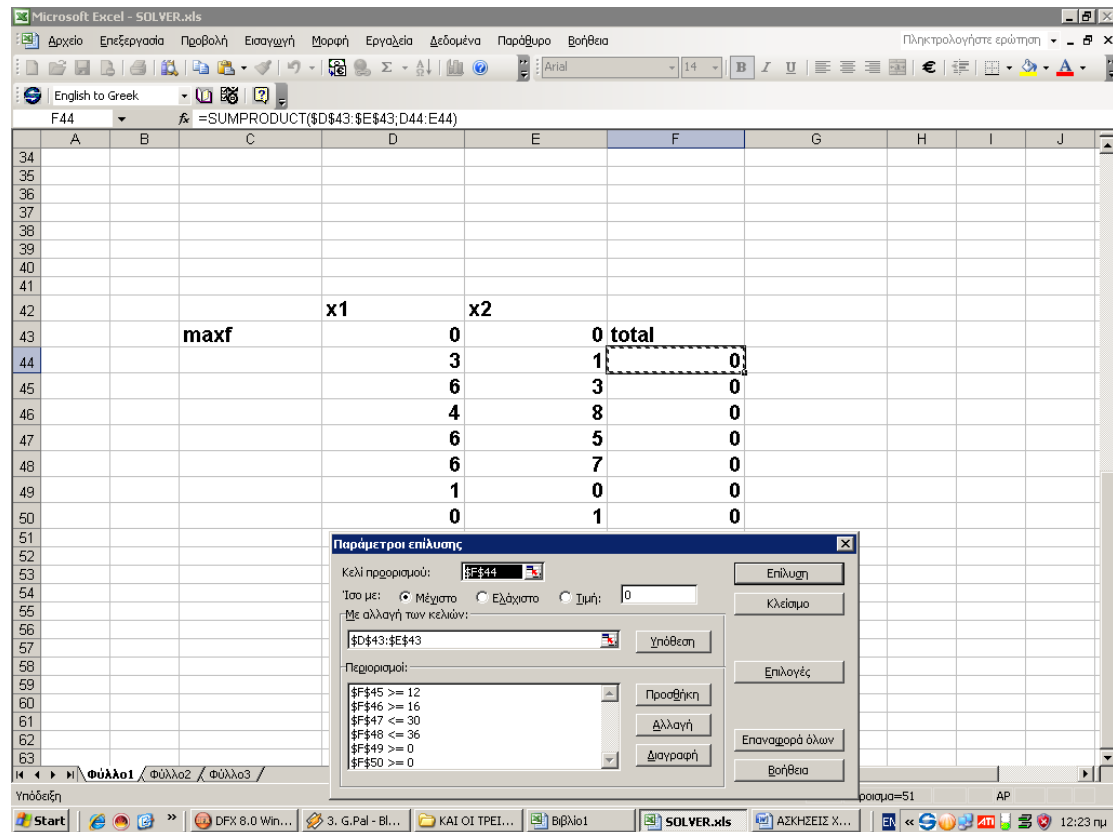 Microsoft Excel - SOLVER.xls
Αρχείο Επεξεργασία Προβολή Εισαγωγή Μορφή Εργαλεία Δεδομένα Παράθυρο Βοήθεια Πληκτρολογήστε ερώτηση
Arial 14 B I U € A
English to Greek
F44 fx =SUMPRODUCT($D$43:$E$43;D44:E44)
A B C D E F G H I J
34
35
36
37
38
39
40
41
42 x1 x2
43 maxf 0 0 total
44 3 1 0
45 6 3 0
46 4 8 0
47 6 5 0
48 6 7 0
49 1 0 0
50 0 1 0
51
52
53
54
55
56
57
58
59
60
61
62
63
Παράμετροι επίλυσης
Κελί προορισμού: $F$44 Επίλυση
Ίσο με: Μέγιστο Ελάχιστο Τιμή: 0 Κλείσιμο
Με αλλαγή των κελιών:
$D$43:$E$43 Υπόθεση
Περιορισμοί: Επιλογές
$F$45 >= 12 Προσθήκη
$F$46 >= 16
$F$47 <= 30 Αλλαγή
$F$48 <= 36 Επαναφορά όλων
$F$49 >= 0 Διαγραφή
$F$50 >= 0 Βοήθεια
Φύλλο1 Φύλλο2 Φύλλο3
Υπόδειξη ροισμα=51 AP
Start » DFX 8.0 Win... 3. G.Pal - Bl... ΚΑΙ ΟΙ ΤΡΕΙ... Βιβλίο1 SOLVER.xls ΑΣΚΗΣΕΙΣ Χ... EN « ATI 12:23 πμ